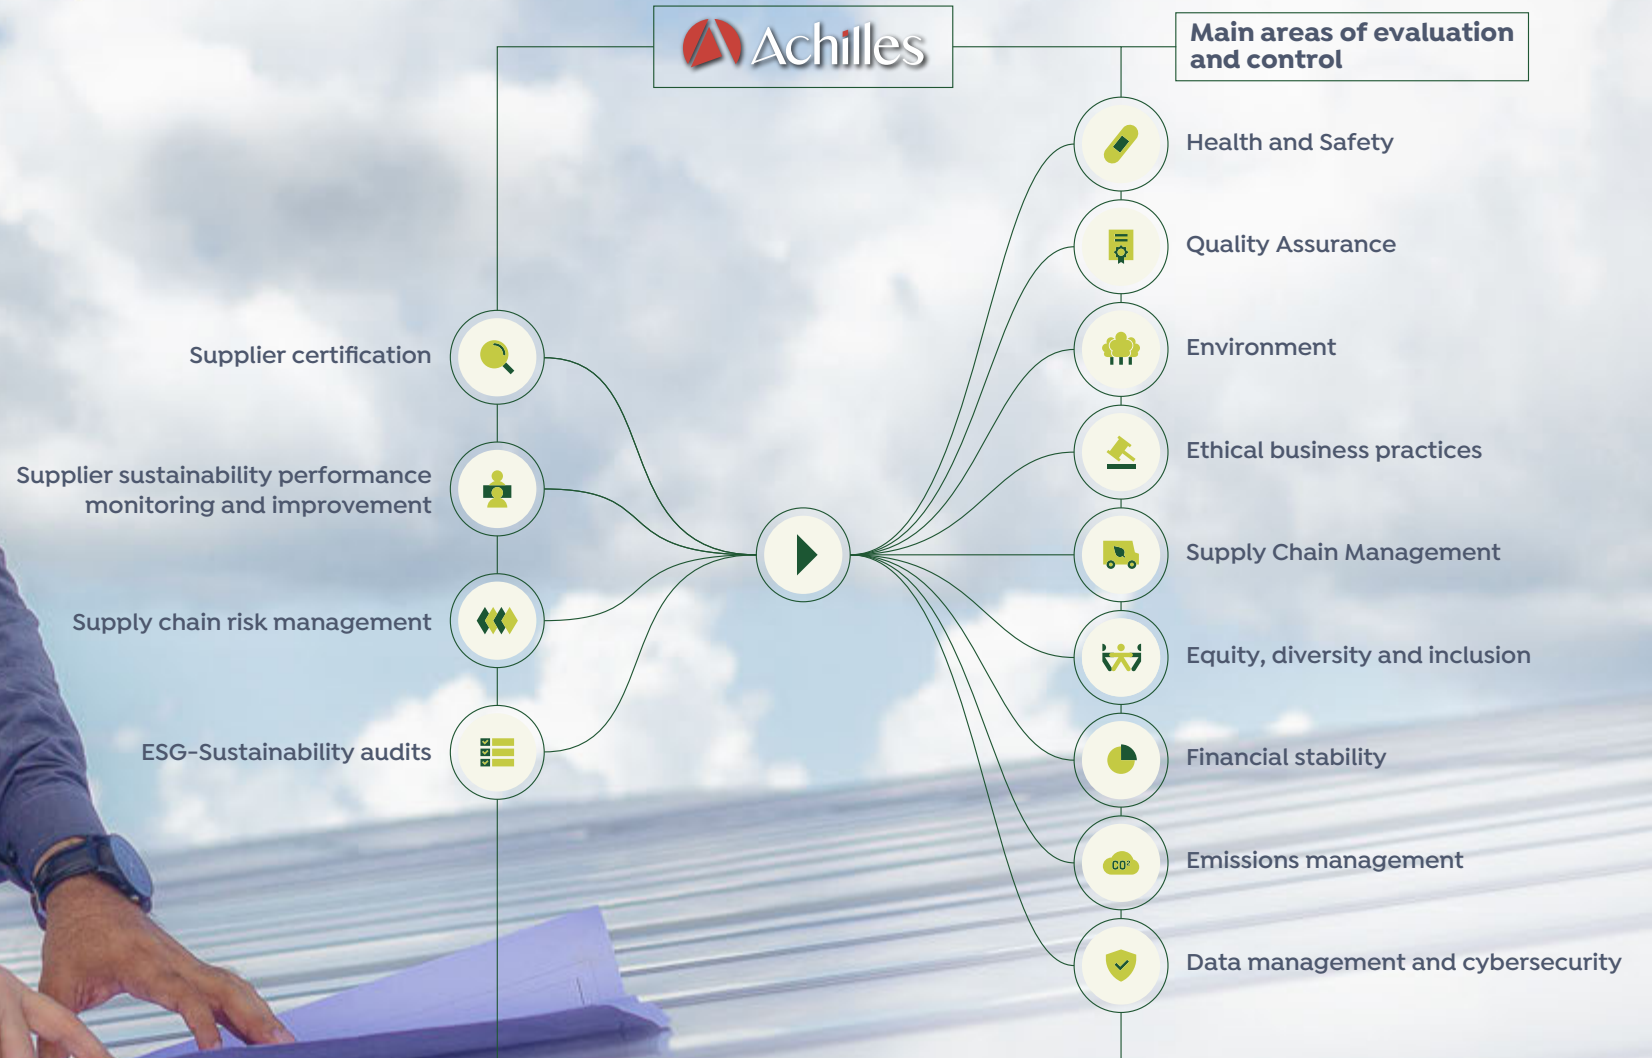 Achilles
Main areas of evaluation
and control
Supplier certification
Supplier sustainability performance
monitoring and improvement
Supply chain risk management
ESG-Sustainability audits
Health and Safety
Quality Assurance
Environment
Ethical business practices
Supply Chain Management
Equity, diversity and inclusion
Financial stability
CO²
Emissions management
Data management and cybersecurity